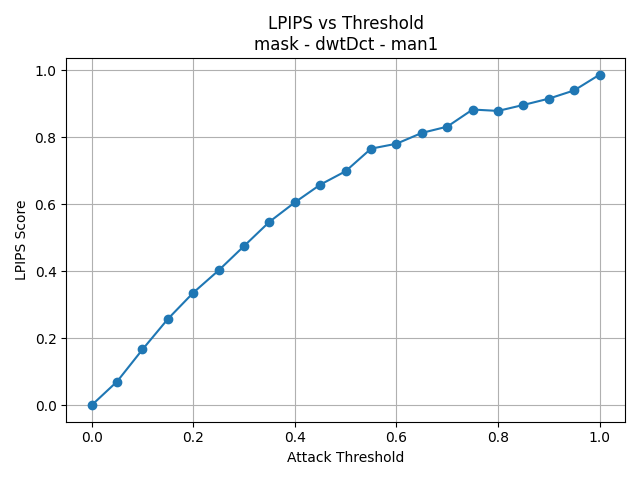 LPIPS vs Threshold
mask - dwtDct - man1
1.0
0.8
0.6
0.4
0.2
0.0
LPIPS Score
0.0 0.2 0.4 0.6 0.8 1.0
Attack Threshold